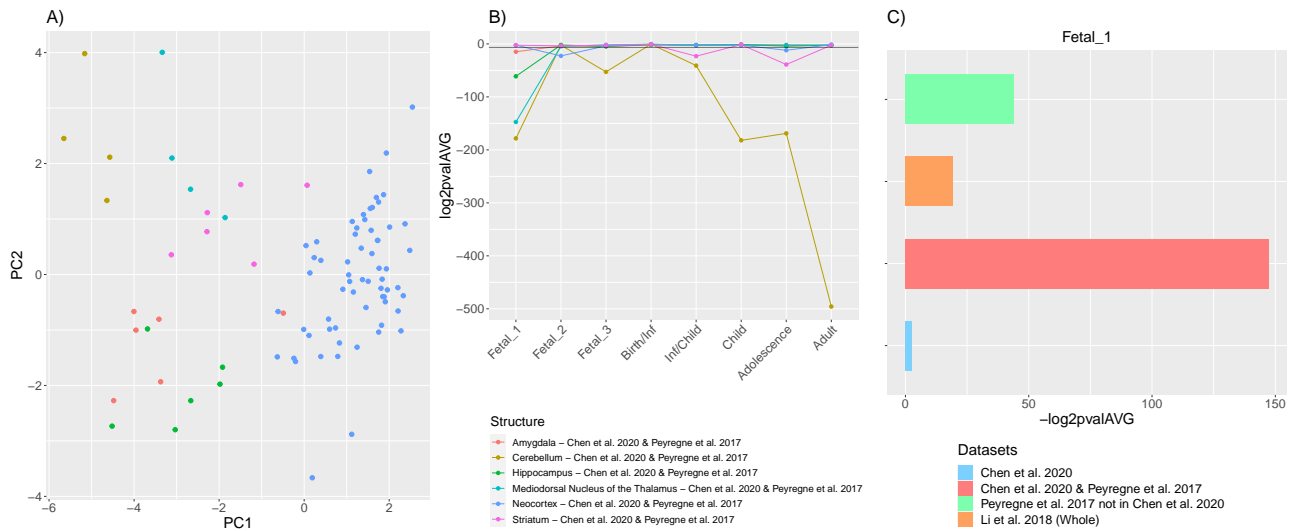 A)
4
2
0
−2
−4
PC2
−6
−4
−2
0
2
PC1
B)
0
−100
−200
−300
−400
−500
log2pvalAVG
Fetal_1
Fetal_2
Fetal_3
Birth/Inf
Inf/Child
Child
Adolescence
Adult
Structure
Amygdala − Chen et al. 2020 & Peyregne et al. 2017
Cerebellum − Chen et al. 2020 & Peyregne et al. 2017
Hippocampus − Chen et al. 2020 & Peyregne et al. 2017
Mediodorsal Nucleus of the Thalamus − Chen et al. 2020 & Peyregne et al. 2017
Neocortex − Chen et al. 2020 & Peyregne et al. 2017
Striatum − Chen et al. 2020 & Peyregne et al. 2017
C)
Fetal_1
0
50
100
150
−log2pvalAVG
Datasets
Chen et al. 2020
Chen et al. 2020 & Peyregne et al. 2017
Peyregne et al. 2017 not in Chen et al. 2020
Li et al. 2018 (Whole)